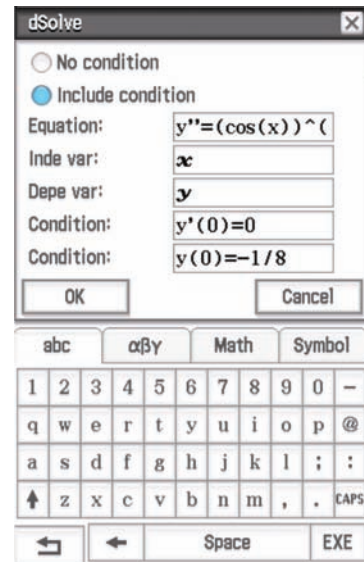 dSolve
No condition
Include condition
Equation: y''=(cos(x))^(
Inde var: x
Depe var: y
Condition: y'(0)=0
Condition: y(0)=-1/8
OK Cancel
abc αβγ Math Symbol
1 2 3 4 5 6 7 8 9 0 -
q w e r t y u i o p @
a s d f g h j k l ; :
z x c v b n m , . CAPS
Space EXE